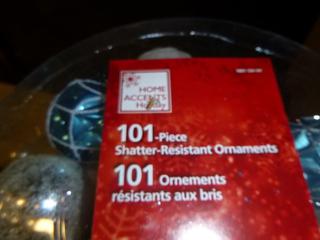 HOME
ACCENTS
Holiday
101-Piece
Shatter-Resistant Ornaments
101 Ornements
résistants aux bris